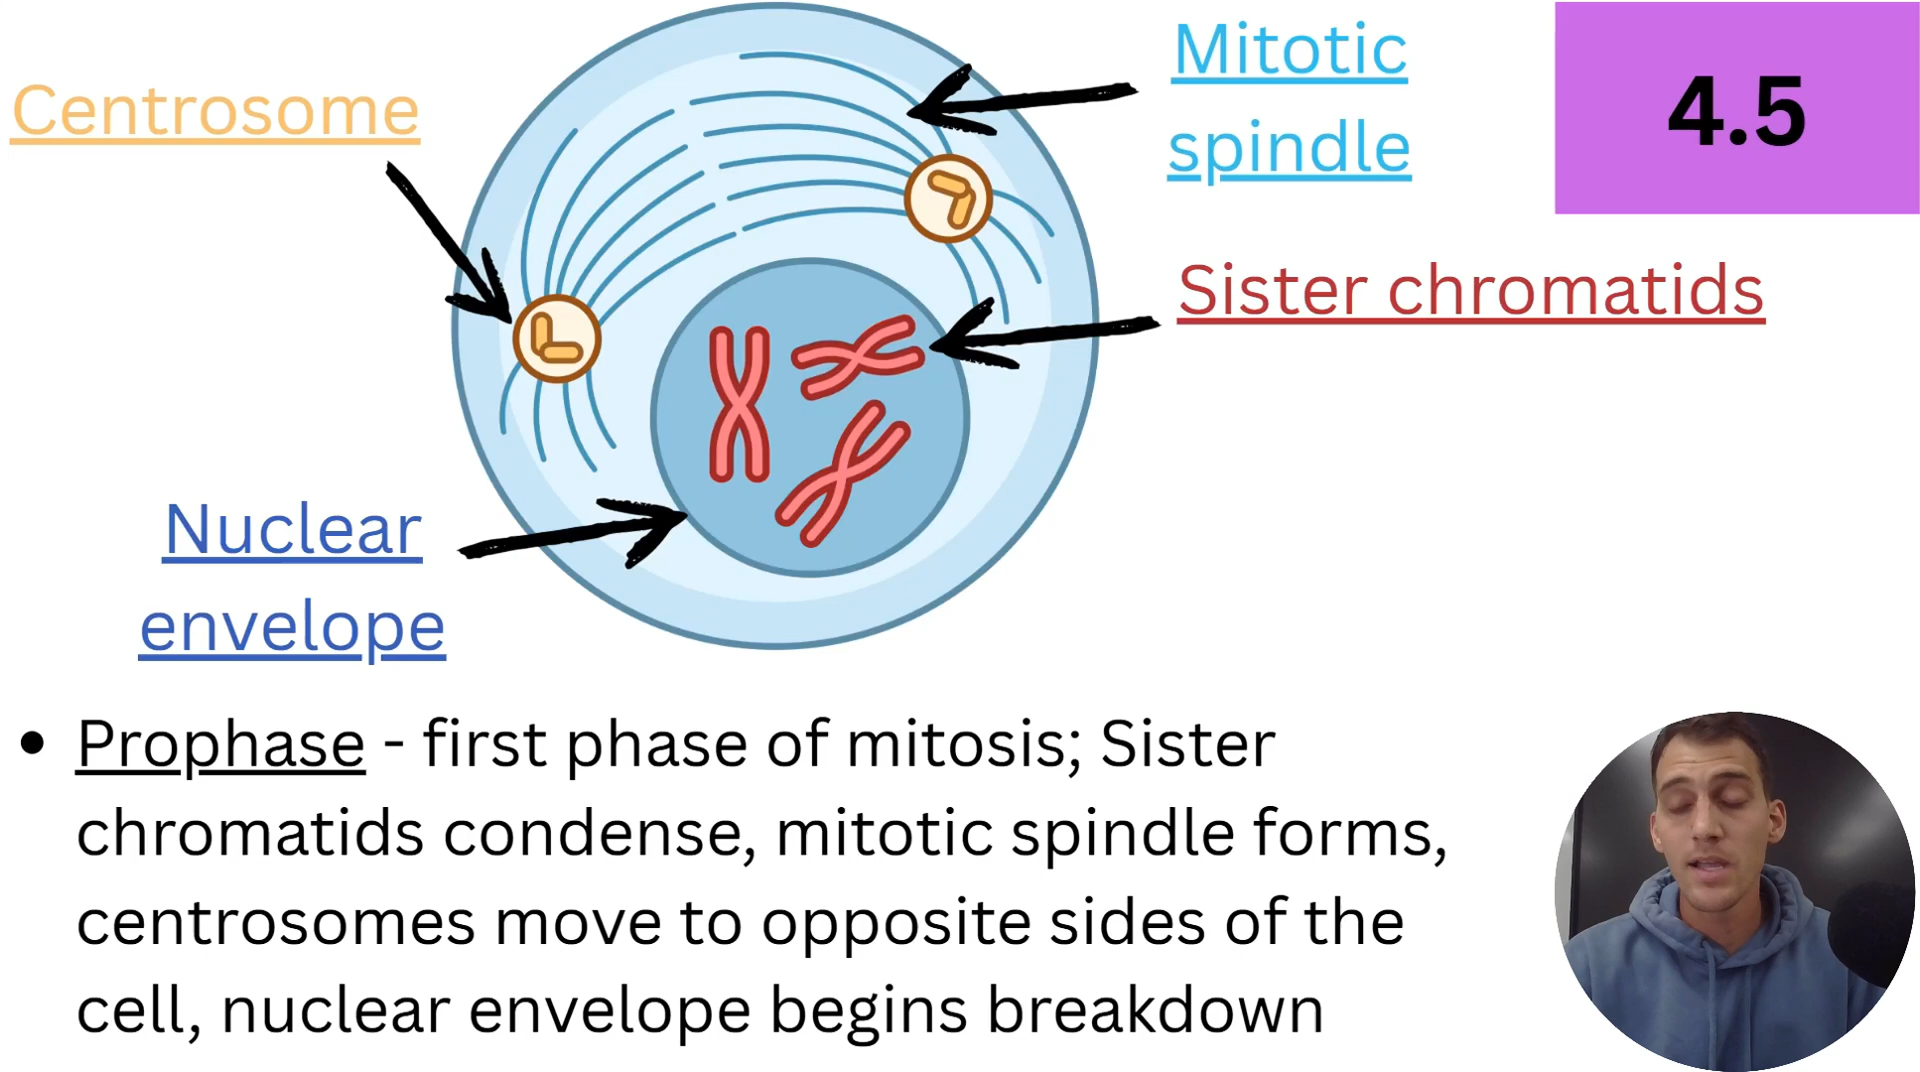 Centrosome
Mitotic
spindle
4.5
Sister chromatids
Nuclear
envelope
• Prophase - first phase of mitosis; Sister
chromatids condense, mitotic spindle forms,
centrosomes move to opposite sides of the
cell, nuclear envelope begins breakdown